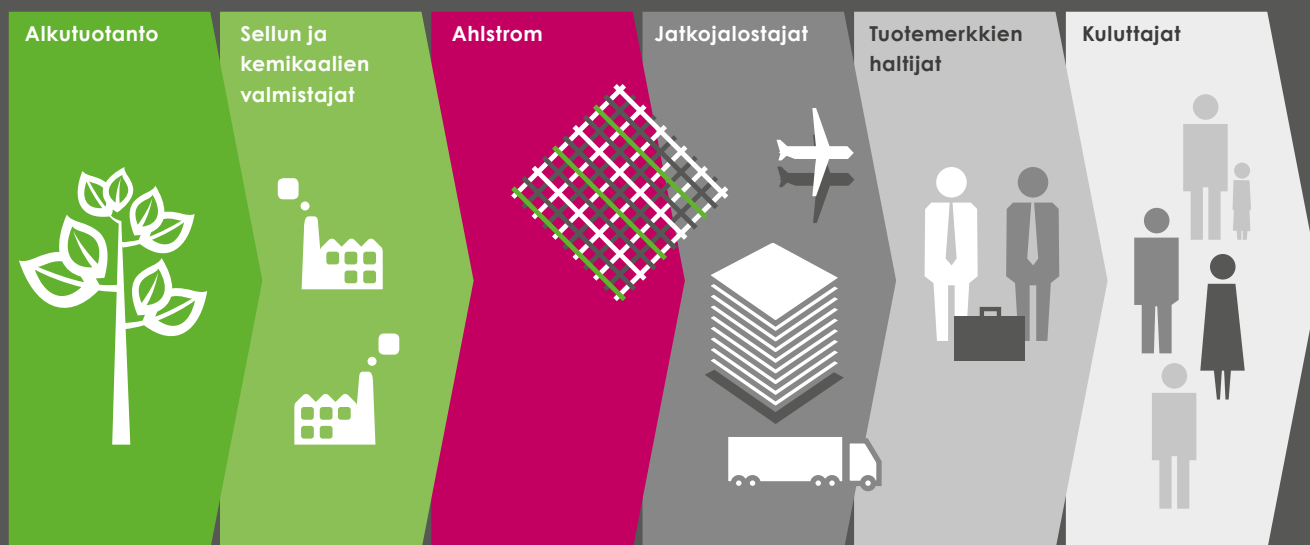 Alkutuotanto
Sellun ja
kemikaalien
valmistajat
Ahlstrom
Jatkojalostajat
Tuotemerkkien
haltijat
Kuluttajat